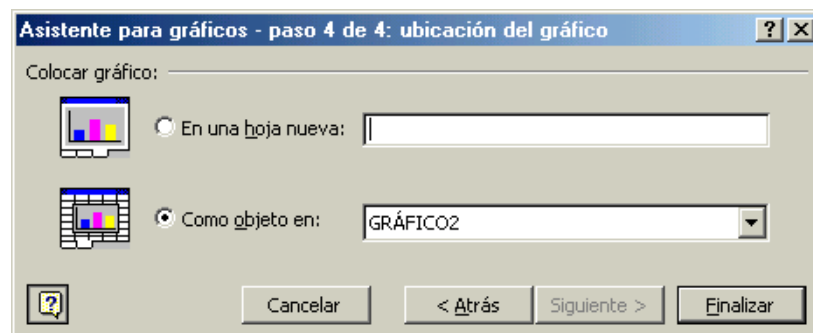 Asistente para gráficos - paso 4 de 4: ubicación del gráfico
Colocar gráfico:
En una hoja nueva:
Como objeto en: GRÁFICO2
Cancelar < Atrás Siguiente > Finalizar